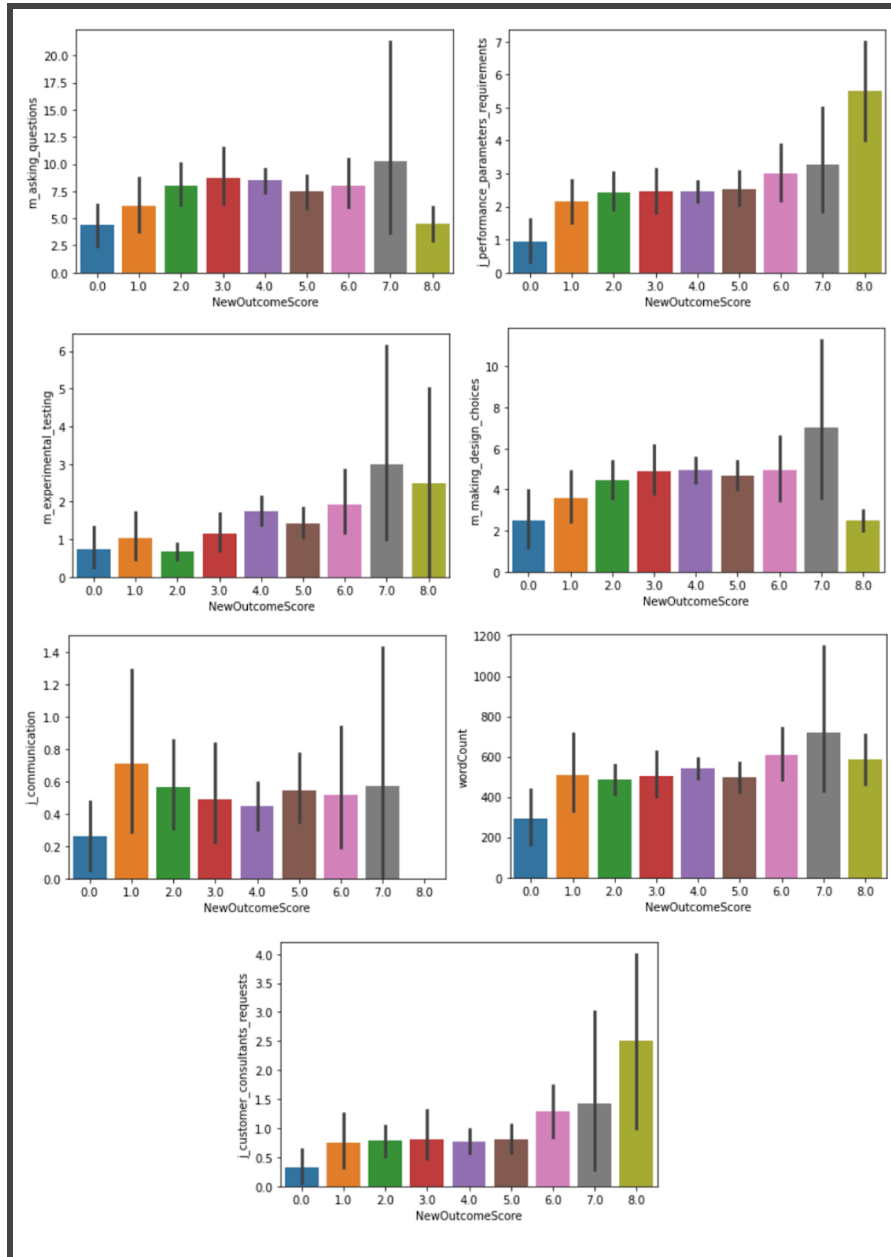 m_asking_questions
20.0
17.5
15.0
12.5
10.0
7.5
5.0
2.5
0.0
0.0 1.0 2.0 3.0 4.0 5.0 6.0 7.0 8.0
NewOutcomeScore
j_performance_parameters_requirements
7
6
5
4
3
2
1
0
0.0 1.0 2.0 3.0 4.0 5.0 6.0 7.0 8.0
NewOutcomeScore
m_experimental_testing
6
5
4
3
2
1
0
0.0 1.0 2.0 3.0 4.0 5.0 6.0 7.0 8.0
NewOutcomeScore
m_making_design_choices
10
8
6
4
2
0
0.0 1.0 2.0 3.0 4.0 5.0 6.0 7.0 8.0
NewOutcomeScore
j_communication
1.4
1.2
1.0
0.8
0.6
0.4
0.2
0.0
0.0 1.0 2.0 3.0 4.0 5.0 6.0 7.0 8.0
NewOutcomeScore
wordCount
1200
1000
800
600
400
200
0
0.0 1.0 2.0 3.0 4.0 5.0 6.0 7.0 8.0
NewOutcomeScore
j_customer_consultants_requests
4.0
3.5
3.0
2.5
2.0
1.5
1.0
0.5
0.0
0.0 1.0 2.0 3.0 4.0 5.0 6.0 7.0 8.0
NewOutcomeScore